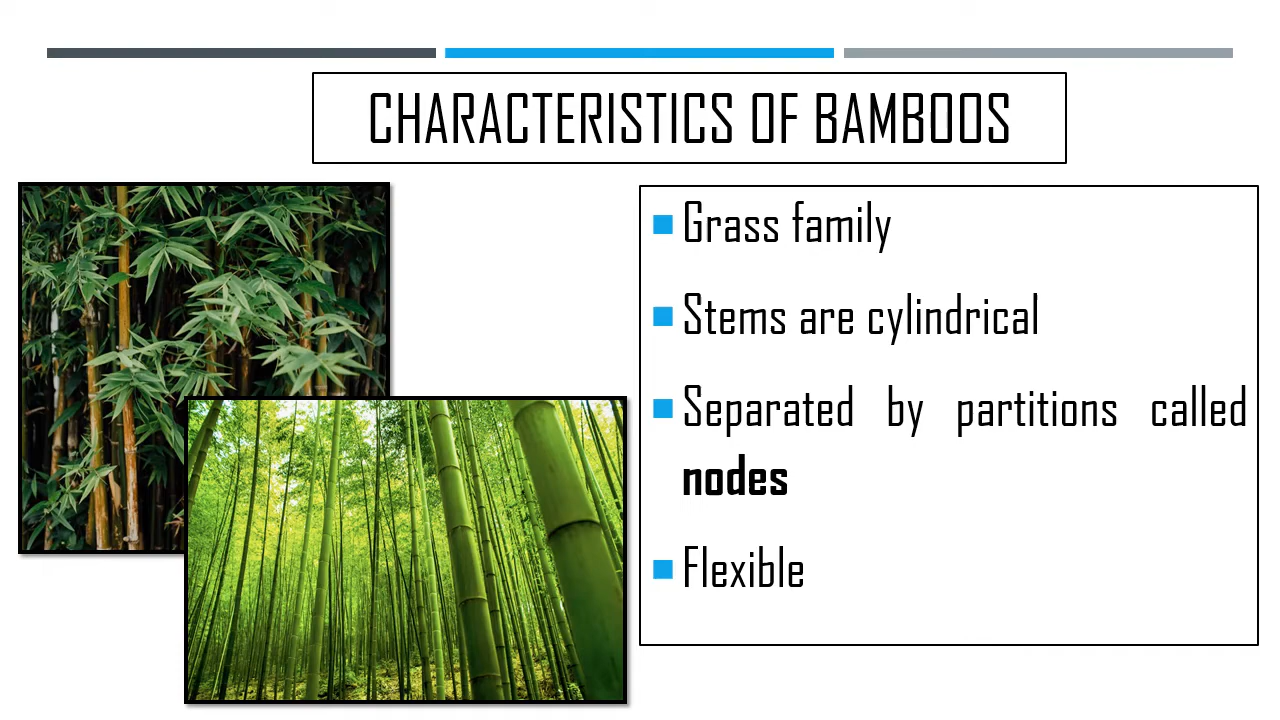 CHARACTERISTICS OF BAMBOOS
Grass family
Stems are cylindrical
Separated by partitions called
nodes
Flexible